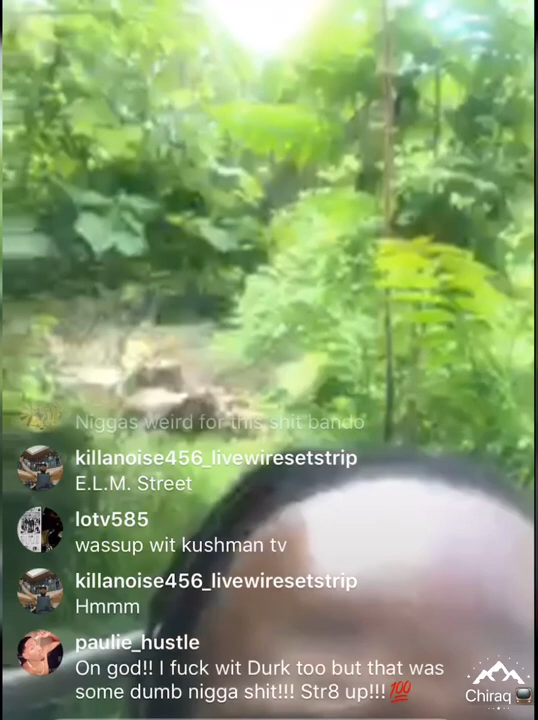 Niggas weird for this shit bando
killanoise456_livewiresetstrip
E.L.M. Street
lotv585
wassup wit kushman tv
killanoise456_livewiresetstrip
Hmmm
paulie_hustle
On god!! I fuck wit Durk too but that was
some dumb nigga shit!!! Str8 up!!! 💯
Chiraq 📺